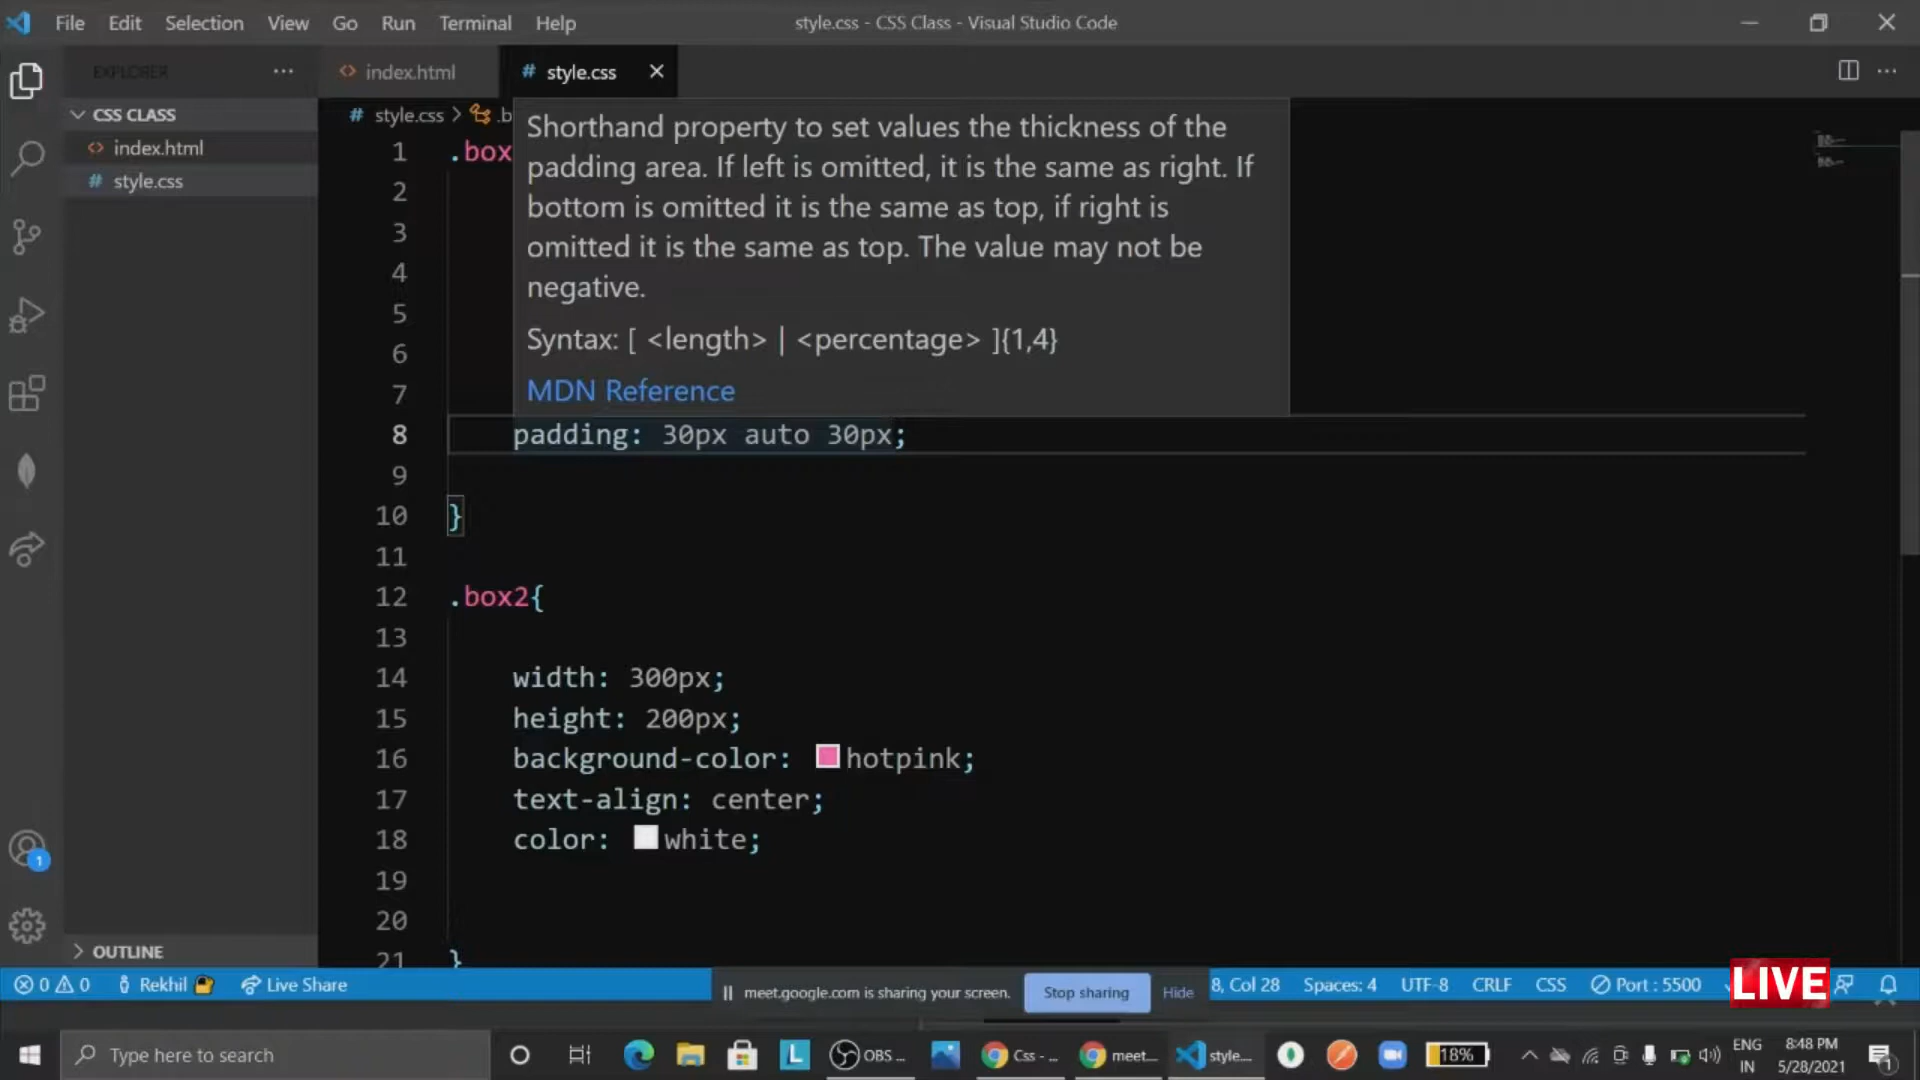 File Edit Selection View Go Run Terminal Help
style.css - CSS Class - Visual Studio Code
EXPLORER
index.html
style.css
CSS CLASS
index.html
style.css
style.css > .b
Shorthand property to set values the thickness of the
padding area. If left is omitted, it is the same as right. If
bottom is omitted it is the same as top, if right is
omitted it is the same as top. The value may not be
negative.
Syntax: [ <length> | <percentage> ]{1,4}
MDN Reference
1 .box
2
3
4
5
6
7
8 padding: 30px auto 30px;
9
10 }
11
12 .box2{
13
14 width: 300px;
15 height: 200px;
16 background-color: hotpink;
17 text-align: center;
18 color: white;
19
20
21 }
1
OUTLINE
0 0 Rekhil Live Share
meet.google.com is sharing your screen. Stop sharing Hide
8, Col 28 Spaces: 4 UTF-8 CRLF CSS Port : 5500
LIVE
Type here to search
L
OBS ...
Css - ...
meet...
style...
18%
ENG
IN
8:48 PM
5/28/2021
1